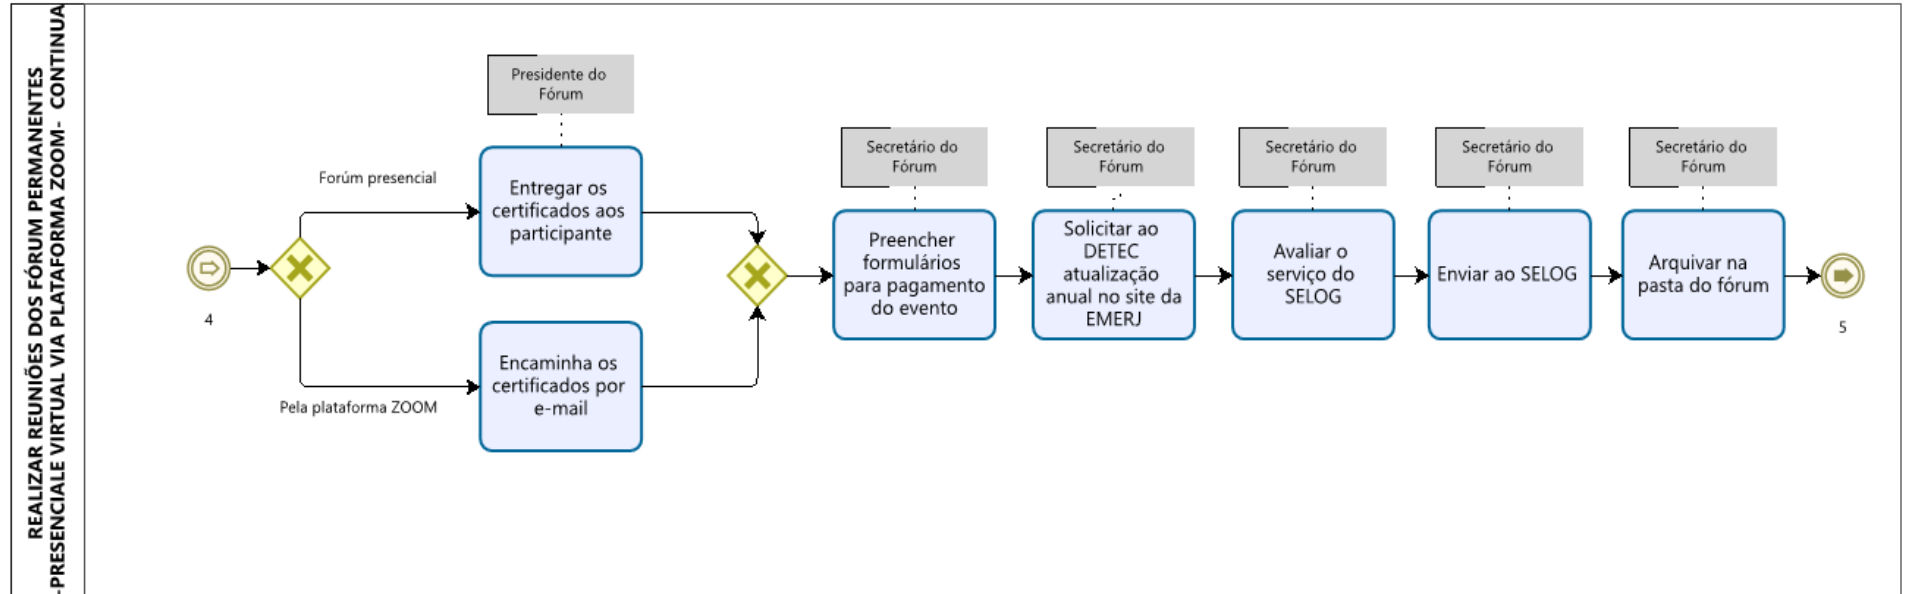 REALIZAR REUNIÕES DOS FÓRUM PERMANENTES
-PRESENCIALE VIRTUAL VIA PLATAFORMA ZOOM- CONTINUA
4
Forúm presencial
Pela plataforma ZOOM
Presidente do
Fórum
Entregar os
certificados aos
participante
Encaminha os
certificados por
e-mail
Secretário do
Fórum
Preencher
formulários
para pagamento
do evento
Secretário do
Fórum
Solicitar ao
DETEC
atualização
anual no site da
EMERJ
Secretário do
Fórum
Avaliar o
serviço do
SELOG
Secretário do
Fórum
Enviar ao SELOG
Secretário do
Fórum
Arquivar na
pasta do fórum
5